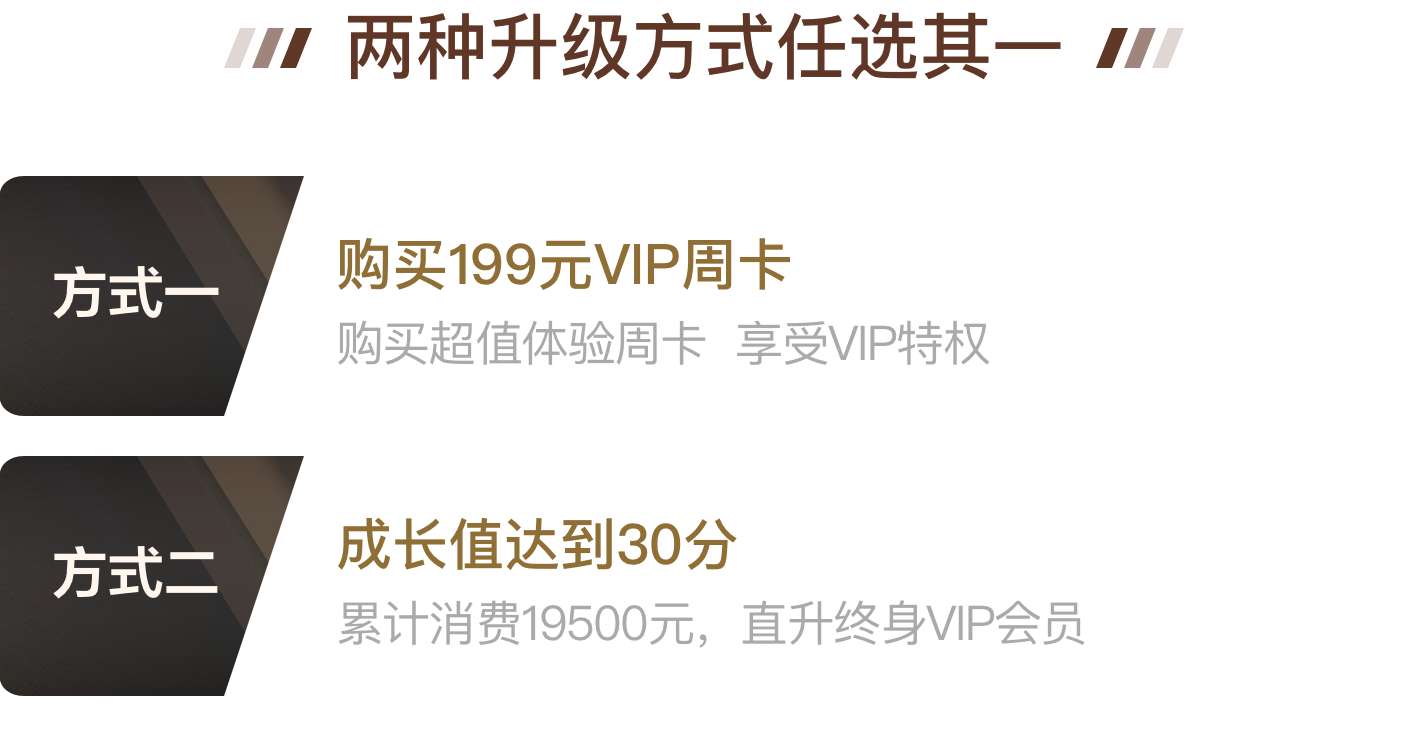 两种升级方式任选其一
方式一
购买199元VIP周卡
购买超值体验周卡 享受VIP特权
方式二
成长值达到30分
累计消费19500元，直升终身VIP会员